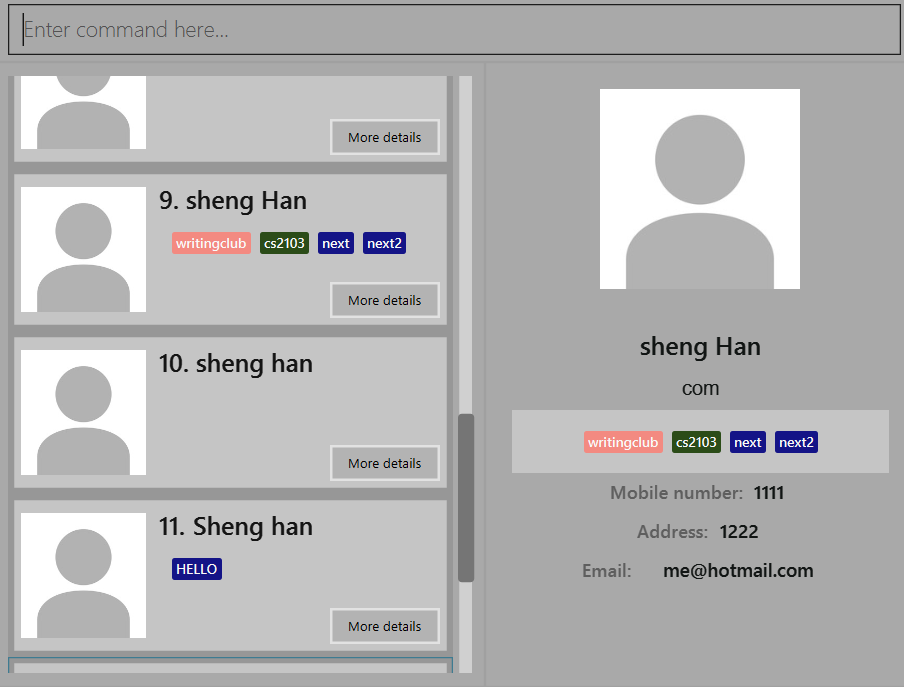 Enter command here...
More details
9. sheng Han
writingclub cs2103 next next2
More details
10. sheng han
More details
11. Sheng han
HELLO
More details
sheng Han
com
writingclub cs2103 next next2
Mobile number: 1111
Address: 1222
Email: me@hotmail.com